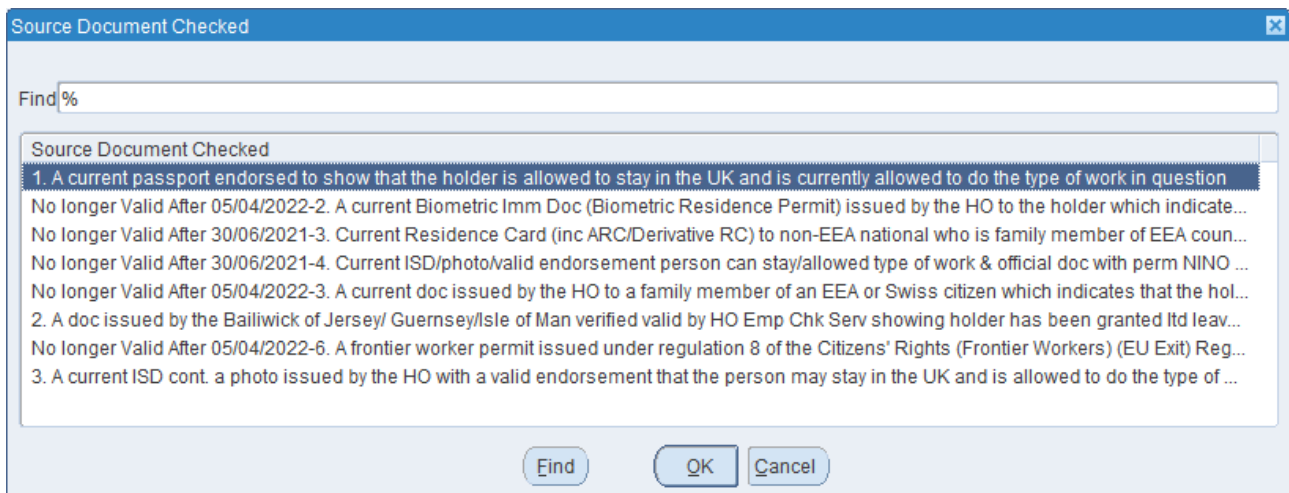 Source Document Checked
Find %
Source Document Checked
1. A current passport endorsed to show that the holder is allowed to stay in the UK and is currently allowed to do the type of work in question
No longer Valid After 05/04/2022-2. A current Biometric Imm Doc (Biometric Residence Permit) issued by the HO to the holder which indicate...
No longer Valid After 30/06/2021-3. Current Residence Card (inc ARC/Derivative RC) to non-EEA national who is family member of EEA coun...
No longer Valid After 30/06/2021-4. Current ISD/photo/valid endorsement person can stay/allowed type of work & official doc with perm NINO ...
No longer Valid After 05/04/2022-3. A current doc issued by the HO to a family member of an EEA or Swiss citizen which indicates that the hol...
2. A doc issued by the Bailiwick of Jersey/ Guernsey/Isle of Man verified valid by HO Emp Chk Serv showing holder has been granted ltd leav...
No longer Valid After 05/04/2022-6. A frontier worker permit issued under regulation 8 of the Citizens' Rights (Frontier Workers) (EU Exit) Reg...
3. A current ISD cont. a photo issued by the HO with a valid endorsement that the person may stay in the UK and is allowed to do the type of ...
Find OK Cancel